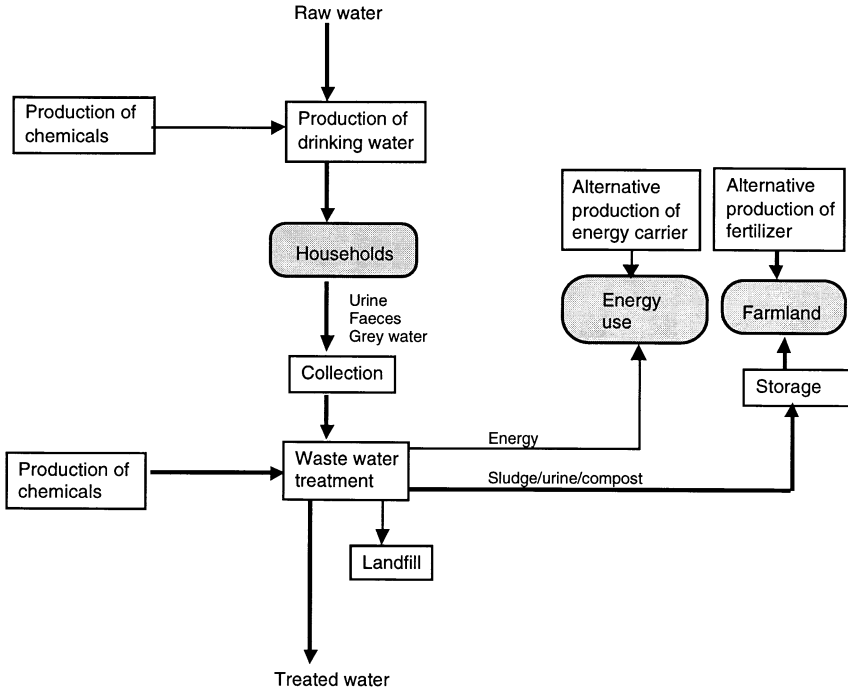 Raw water
Production of
chemicals
Production of
drinking water
Alternative
production of
energy carrier
Alternative
production of
fertilizer
Households
Urine
Faeces
Grey water
Energy
use
Farmland
Collection
Storage
Energy
Production of
chemicals
Waste water
treatment
Sludge/urine/compost
Landfill
Treated water